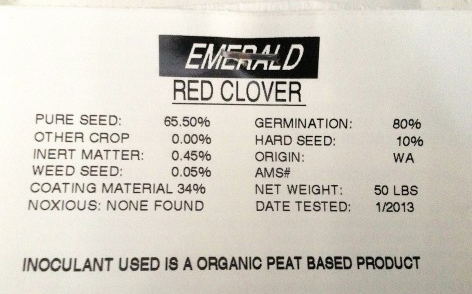 EMERALD
RED CLOVER
PURE SEED: 65.50% GERMINATION: 80%
OTHER CROP 0.00% HARD SEED: 10%
INERT MATTER: 0.45% ORIGIN: WA
WEED SEED: 0.05% AMS#
COATING MATERIAL 34% NET WEIGHT: 50 LBS
NOXIOUS: NONE FOUND DATE TESTED: 1/2013
INOCULANT USED IS A ORGANIC PEAT BASED PRODUCT